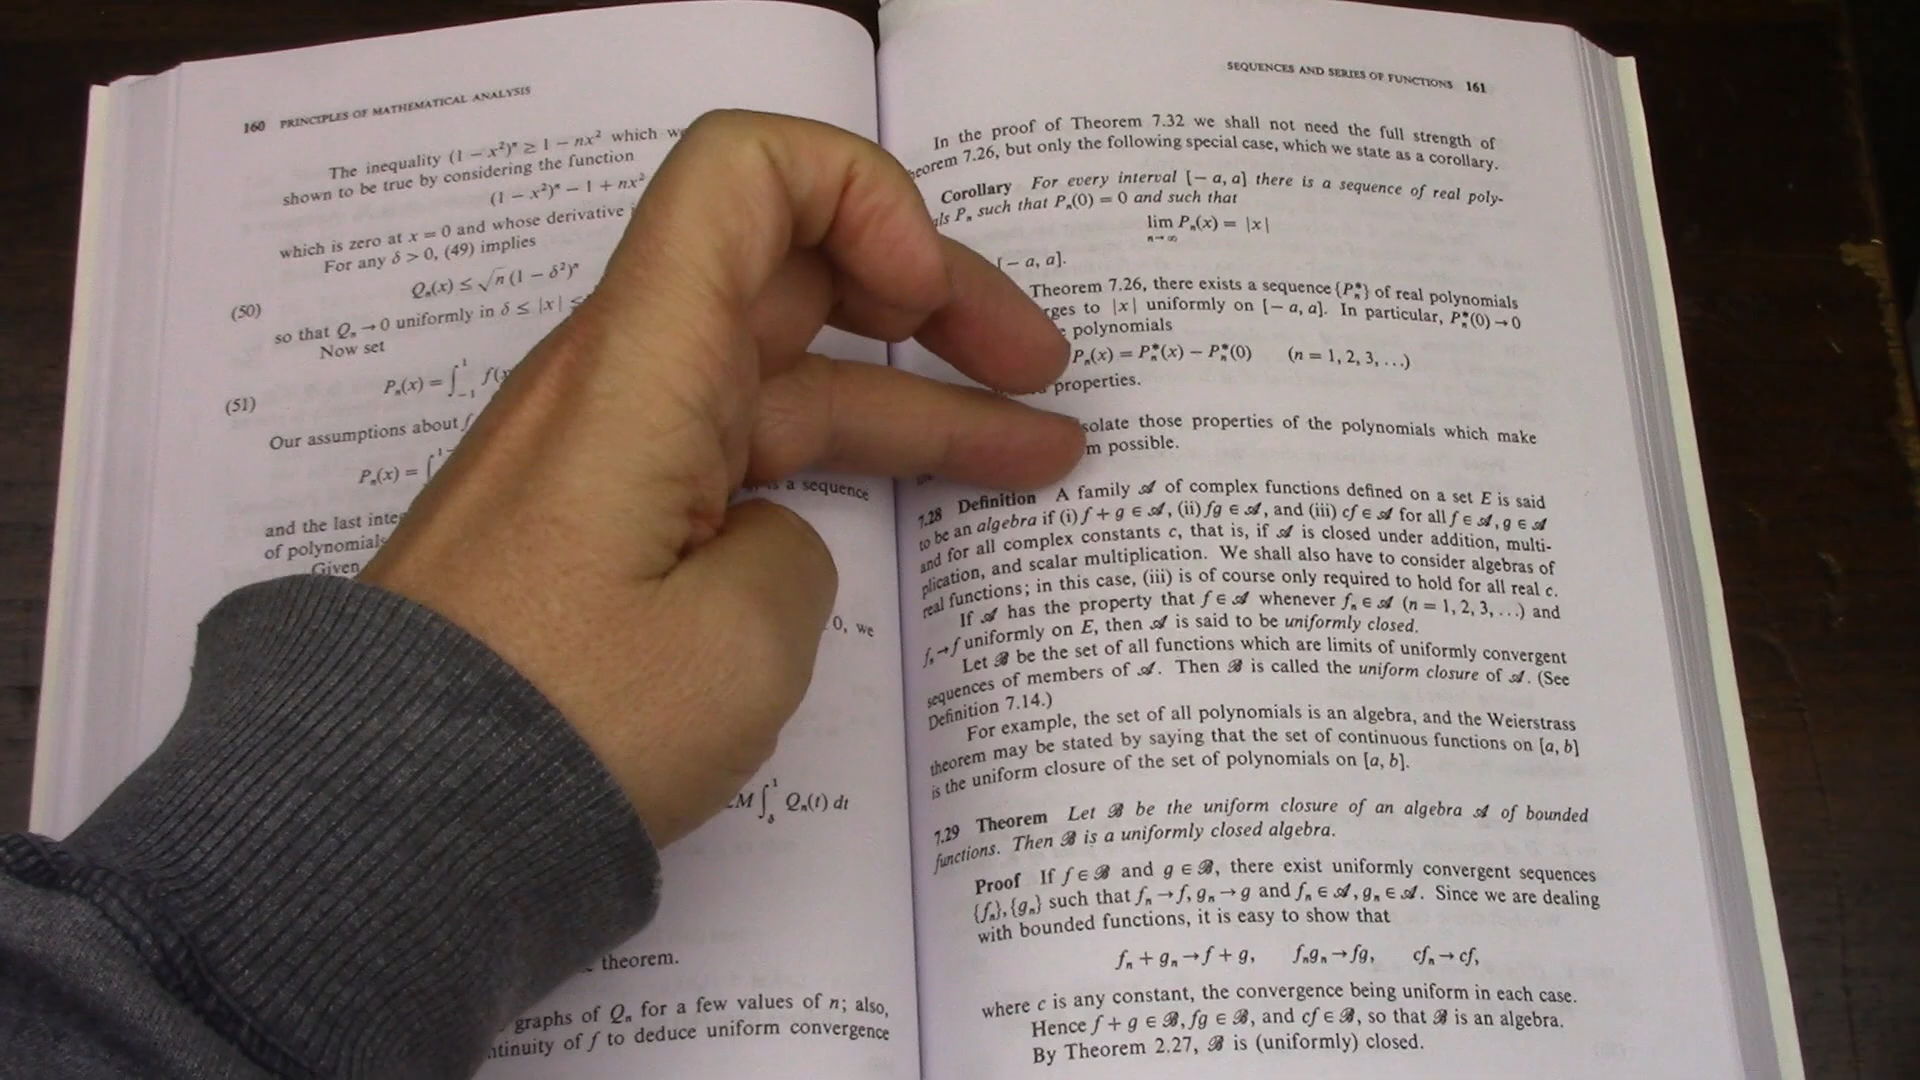 160 PRINCIPLES OF MATHEMATICAL ANALYSIS
The inequality (1 − x²)ⁿ ≥ 1 − nx² which
shown to be true by considering the function
(1 − x²)ⁿ − 1 + nx²
which is zero at x = 0 and whose derivative
For any δ > 0, (49) implies
(50) Qₙ(x) ≤ √n (1 − δ²)ⁿ
so that Qₙ → 0 uniformly in δ ≤ |x| ≤
Now set
(51) Pₙ(x) = ∫₋₁¹
Our assumptions about f
Pₙ(x) = ∫
is a sequence
and the last
of polynomials
Given
0, we
M ∫δ¹ Qₙ(t) dt
theorem.
graphs of Qₙ for a few values of n; also,
of f to deduce uniform convergence
SEQUENCES AND SERIES OF FUNCTIONS 161
In the proof of Theorem 7.32 we shall not need the full strength of
7.26, but only the following special case, which we state as a corollary.
Corollary For every interval [− a, a] there is a sequence of real poly-
Pₙ such that Pₙ(0) = 0 and such that
lim Pₙ(x) = |x|
n→∞
[− a, a].
Theorem 7.26, there exists a sequence {Pₙ*} of real polynomials
to |x| uniformly on [− a, a]. In particular, Pₙ*(0) → 0
polynomials
Pₙ(x) = Pₙ*(x) − Pₙ*(0) (n = 1, 2, 3, . . .)
properties.
those properties of the polynomials which make
possible.
7.28 Definition A family 𝒜 of complex functions defined on a set E is said
to be an algebra if (i) f + g ∈ 𝒜, (ii) fg ∈ 𝒜, and (iii) cf ∈ 𝒜 for all f ∈ 𝒜, g ∈ 𝒜
and for all complex constants c, that is, if 𝒜 is closed under addition, multi-
plication, and scalar multiplication. We shall also have to consider algebras of
real functions; in this case, (iii) is of course only required to hold for all real c.
If 𝒜 has the property that f ∈ 𝒜 whenever fₙ ∈ 𝒜 (n = 1, 2, 3, . . .) and
fₙ → f uniformly on E, then 𝒜 is said to be uniformly closed.
Let ℬ be the set of all functions which are limits of uniformly convergent
sequences of members of 𝒜. Then ℬ is called the uniform closure of 𝒜. (See
Definition 7.14.)
For example, the set of all polynomials is an algebra, and the Weierstrass
theorem may be stated by saying that the set of continuous functions on [a, b]
is the uniform closure of the set of polynomials on [a, b].
7.29 Theorem Let ℬ be the uniform closure of an algebra 𝒜 of bounded
functions. Then ℬ is a uniformly closed algebra.
Proof If f ∈ ℬ and g ∈ ℬ, there exist uniformly convergent sequences
{fₙ}, {gₙ} such that fₙ → f, gₙ → g and fₙ ∈ 𝒜, gₙ ∈ 𝒜. Since we are dealing
with bounded functions, it is easy to show that
fₙ + gₙ → f + g, fₙgₙ → fg, cfₙ → cf,
where c is any constant, the convergence being uniform in each case.
Hence f + g ∈ ℬ, fg ∈ ℬ, and cf ∈ ℬ, so that ℬ is an algebra.
By Theorem 2.27, ℬ is (uniformly) closed.